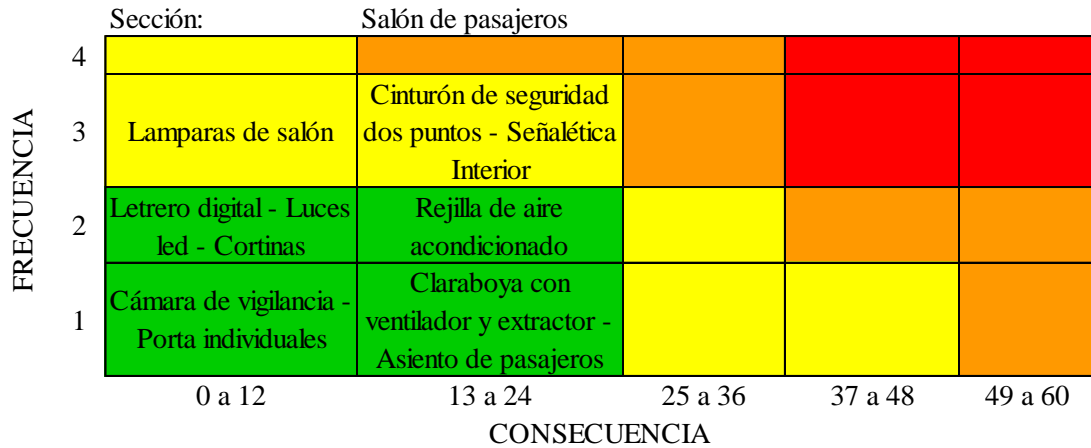 Sección: Salón de pasajeros
4
FRECUENCIA
3
Lamparas de salón
Cinturón de seguridad
dos puntos - Señalética
Interior
2
Letrero digital - Luces
led - Cortinas
Rejilla de aire
acondicionado
1
Cámara de vigilancia -
Porta individuales
Claraboya con
ventilador y extractor -
Asiento de pasajeros
0 a 12 13 a 24 25 a 36 37 a 48 49 a 60
CONSECUENCIA